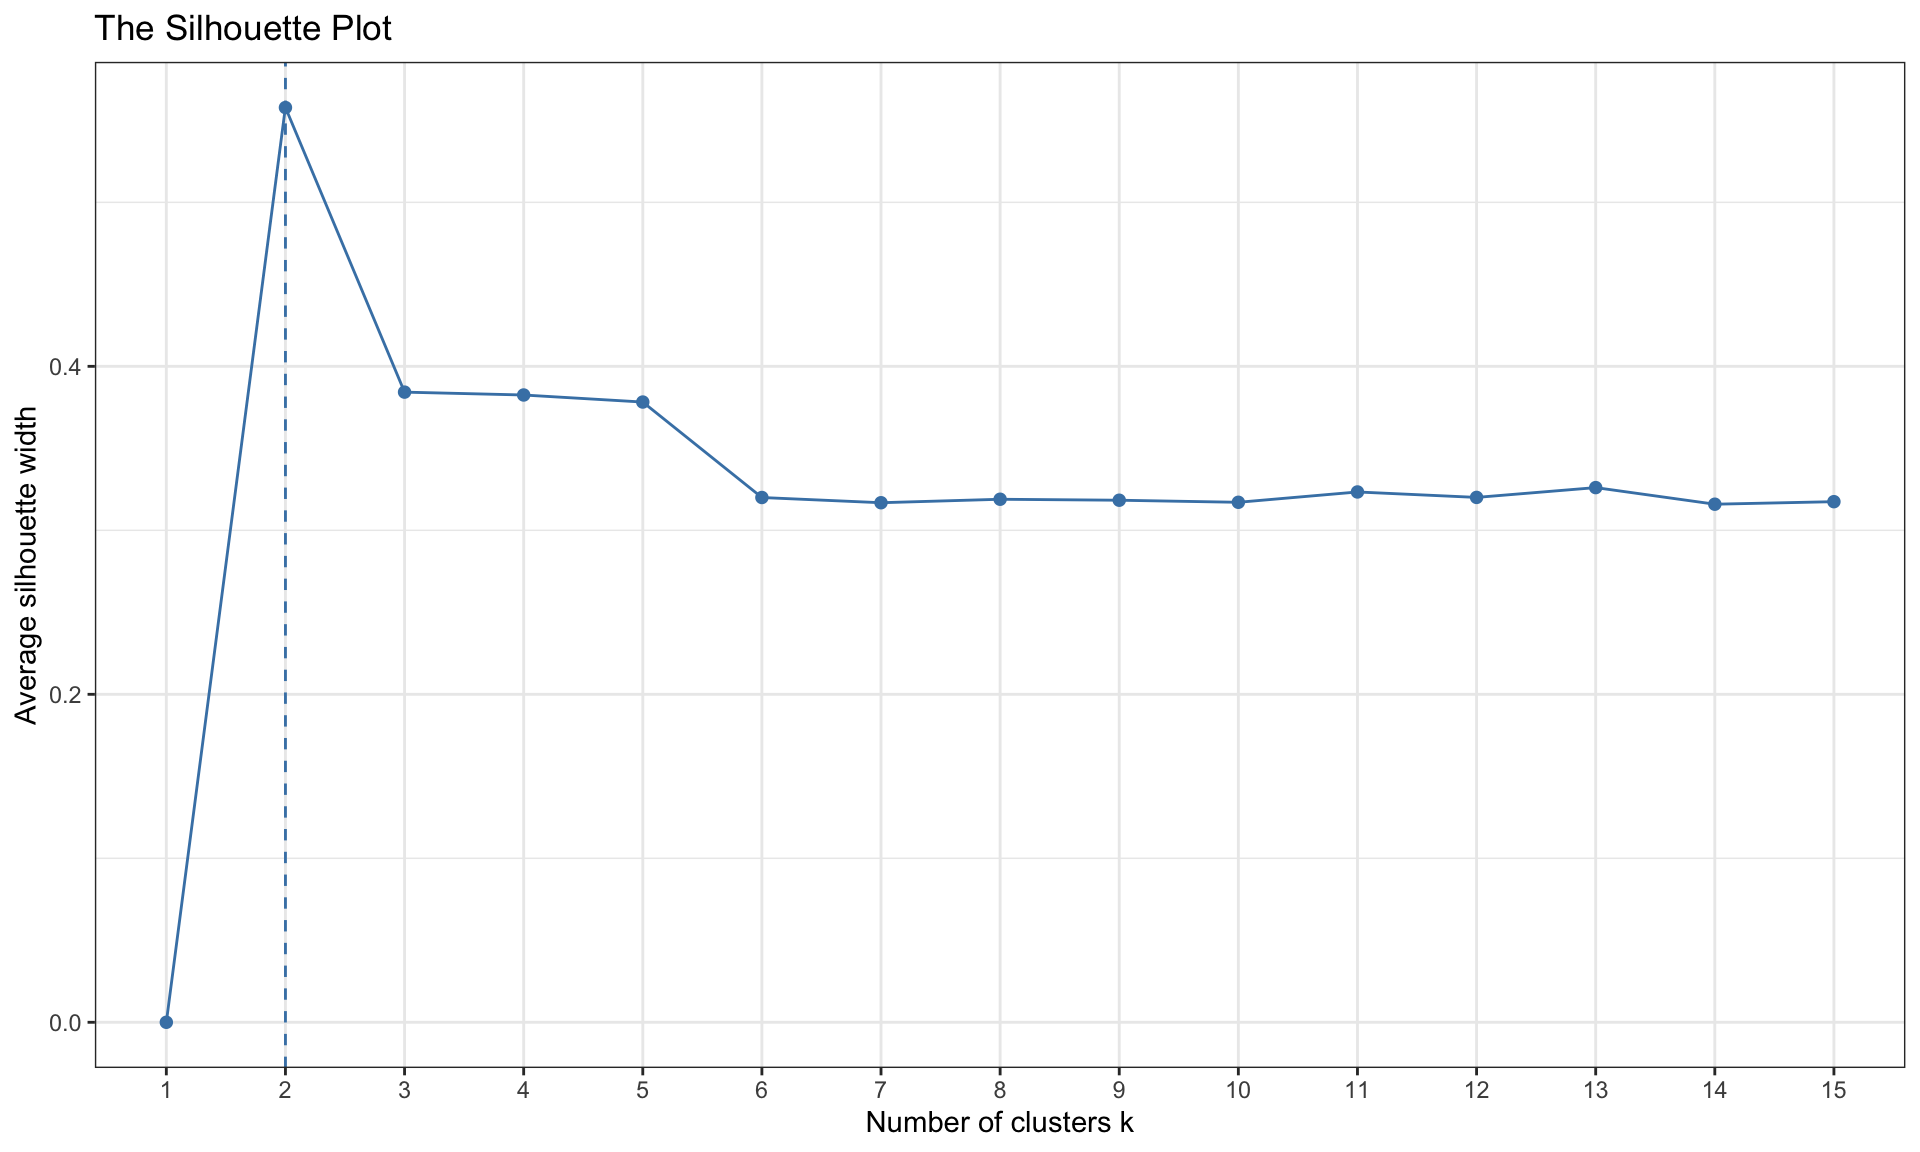 The Silhouette Plot
Average silhouette width
0.4
0.2
0.0
1 2 3 4 5 6 7 8 9 10 11 12 13 14 15
Number of clusters k